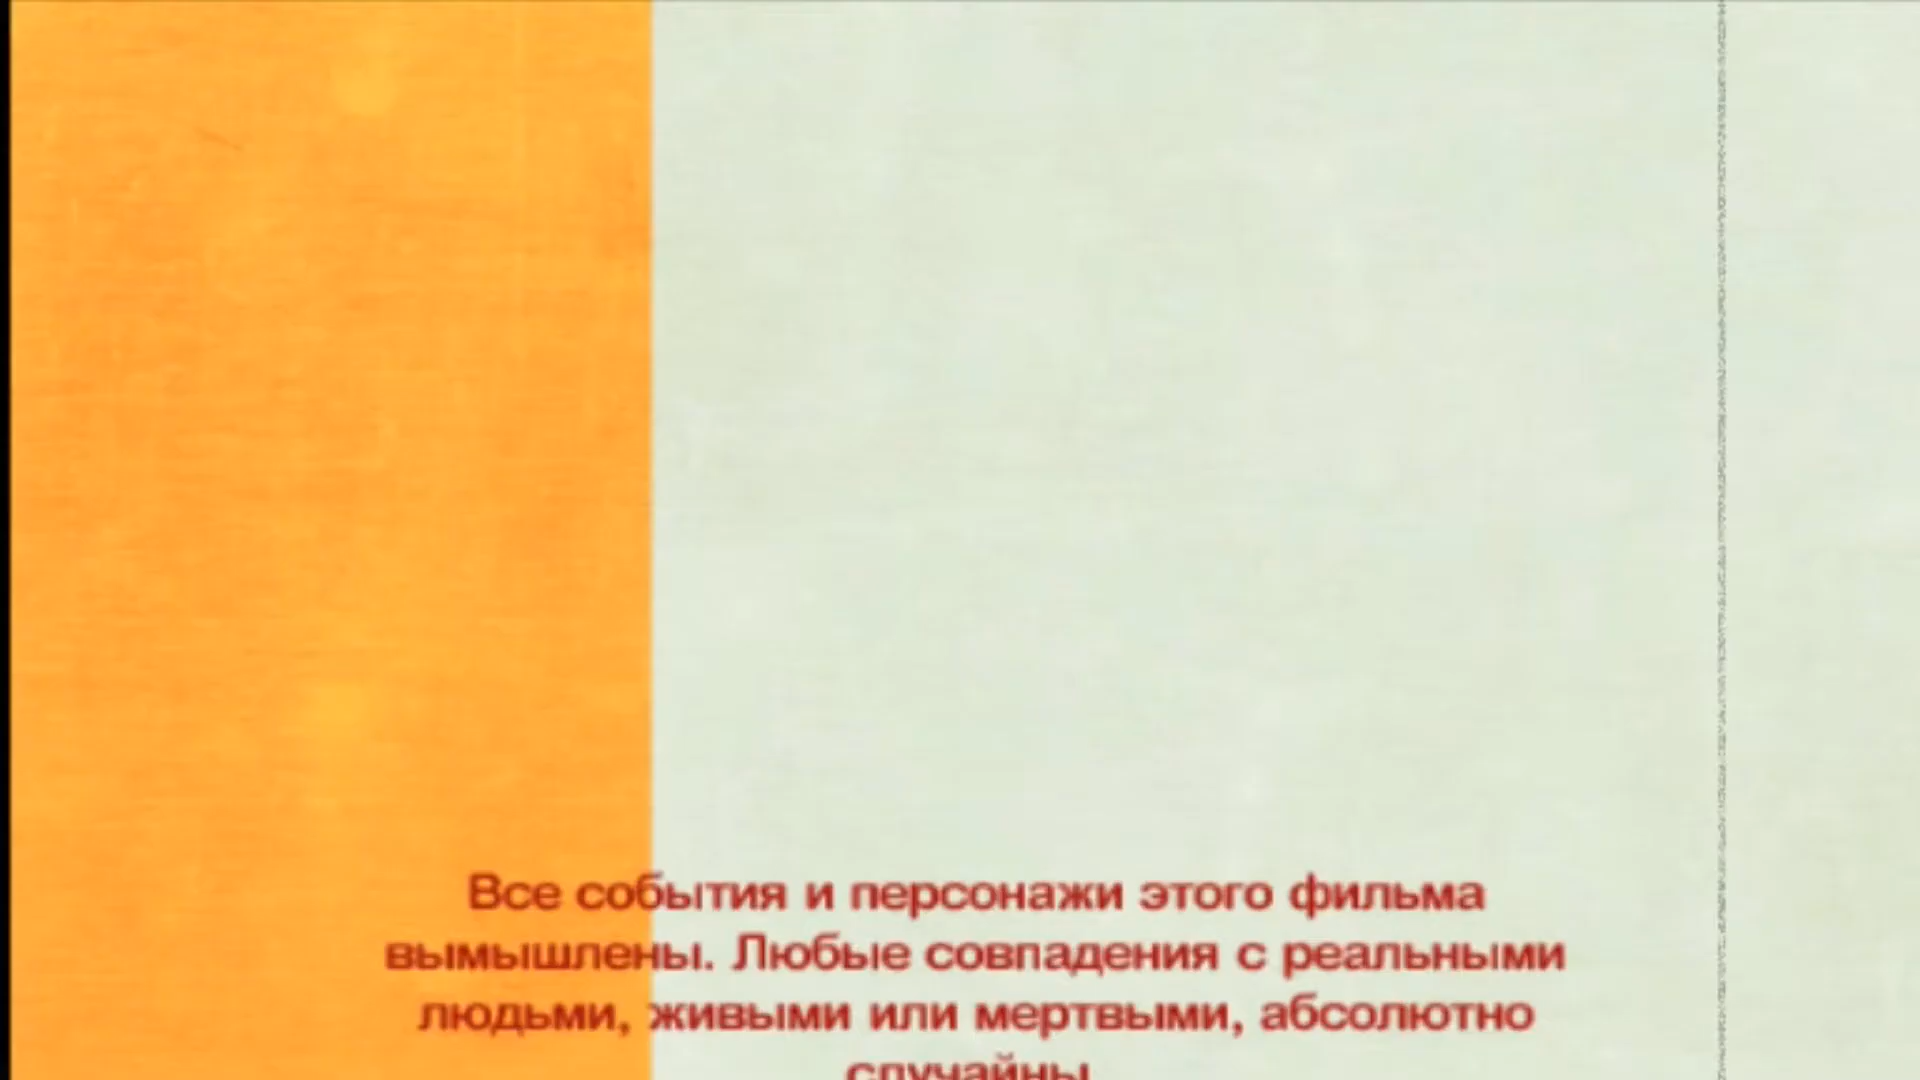 Все события и персонажи этого фильма
вымышлены. Любые совпадения с реальными
людьми, живыми или мертвыми, абсолютно
случайны.